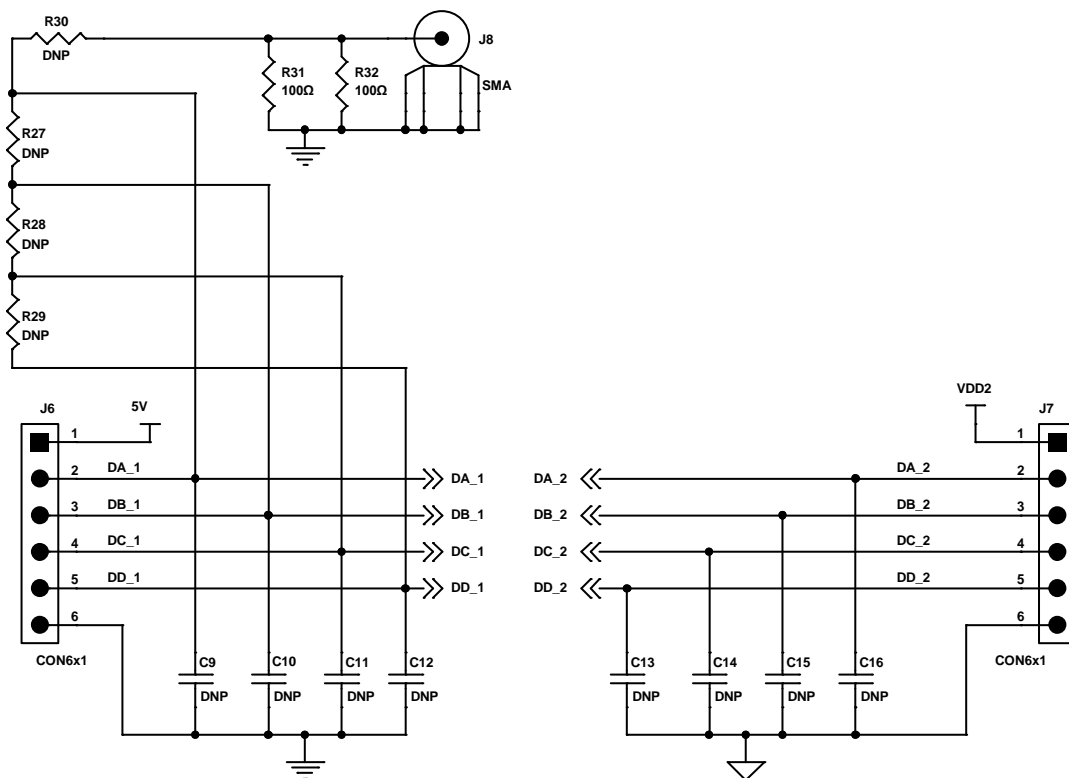 R30
DNP
J8
R31
100Ω
R32
100Ω
SMA
R27
DNP
R28
DNP
R29
DNP
J6
5V
VDD2
J7
1
1
2
DA_1
DA_1
DA_2
DA_2
2
3
DB_1
DB_1
DB_2
DB_2
3
4
DC_1
DC_1
DC_2
DC_2
4
5
DD_1
DD_1
DD_2
DD_2
5
6
6
CON6x1
C9
DNP
C10
DNP
C11
DNP
C12
DNP
C13
DNP
C14
DNP
C15
DNP
C16
DNP
CON6x1